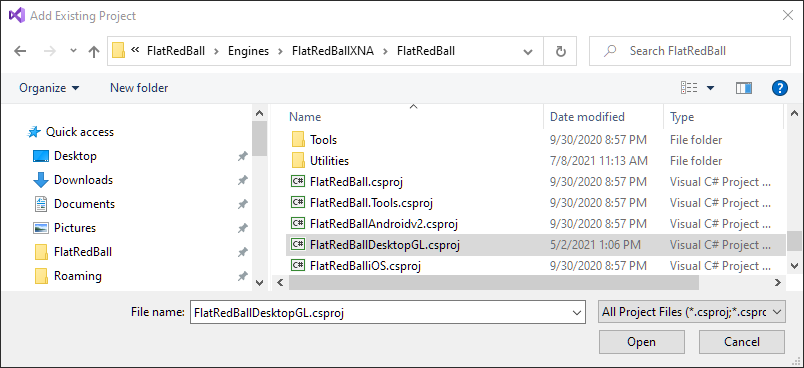 Add Existing Project
« FlatRedBall > Engines > FlatRedBallXNA > FlatRedBall
Search FlatRedBall
Organize
New folder
Quick access
Desktop
Downloads
Documents
Pictures
FlatRedBall
Roaming
Name Date modified Type
Tools 9/30/2020 8:57 PM File folder
Utilities 7/8/2021 11:13 AM File folder
FlatRedBall.csproj 9/30/2020 8:57 PM Visual C# Project ...
FlatRedBall.Tools.csproj 9/30/2020 8:57 PM Visual C# Project ...
FlatRedBallAndroidv2.csproj 9/30/2020 8:57 PM Visual C# Project ...
FlatRedBallDesktopGL.csproj 5/2/2021 1:06 PM Visual C# Project ...
FlatRedBalliOS.csproj 9/30/2020 8:57 PM Visual C# Project ...
File name: FlatRedBallDesktopGL.csproj
All Project Files (*.csproj;*.cspro
Open
Cancel